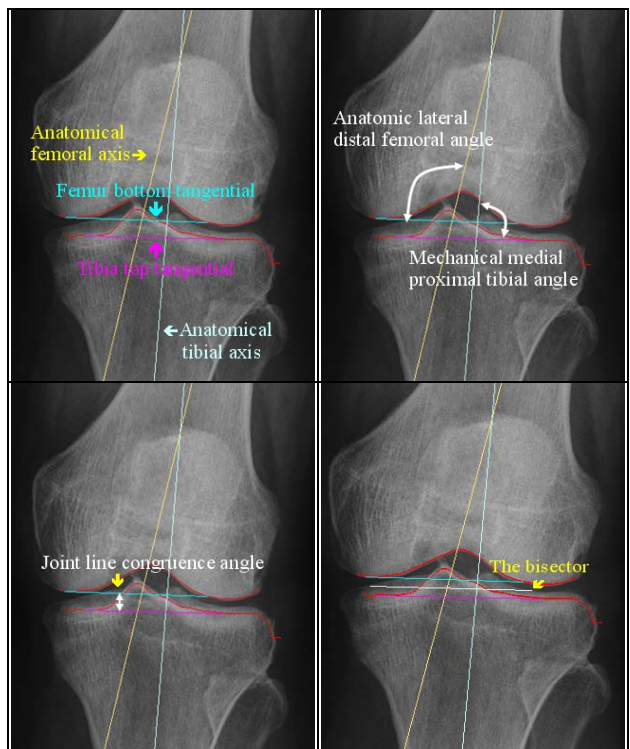 Anatomical
femoral axis
Femur bottom tangential
Tibia top tangential
Anatomical
tibial axis
Anatomic lateral
distal femoral angle
Mechanical medial
proximal tibial angle
Joint line congruence angle
The bisector